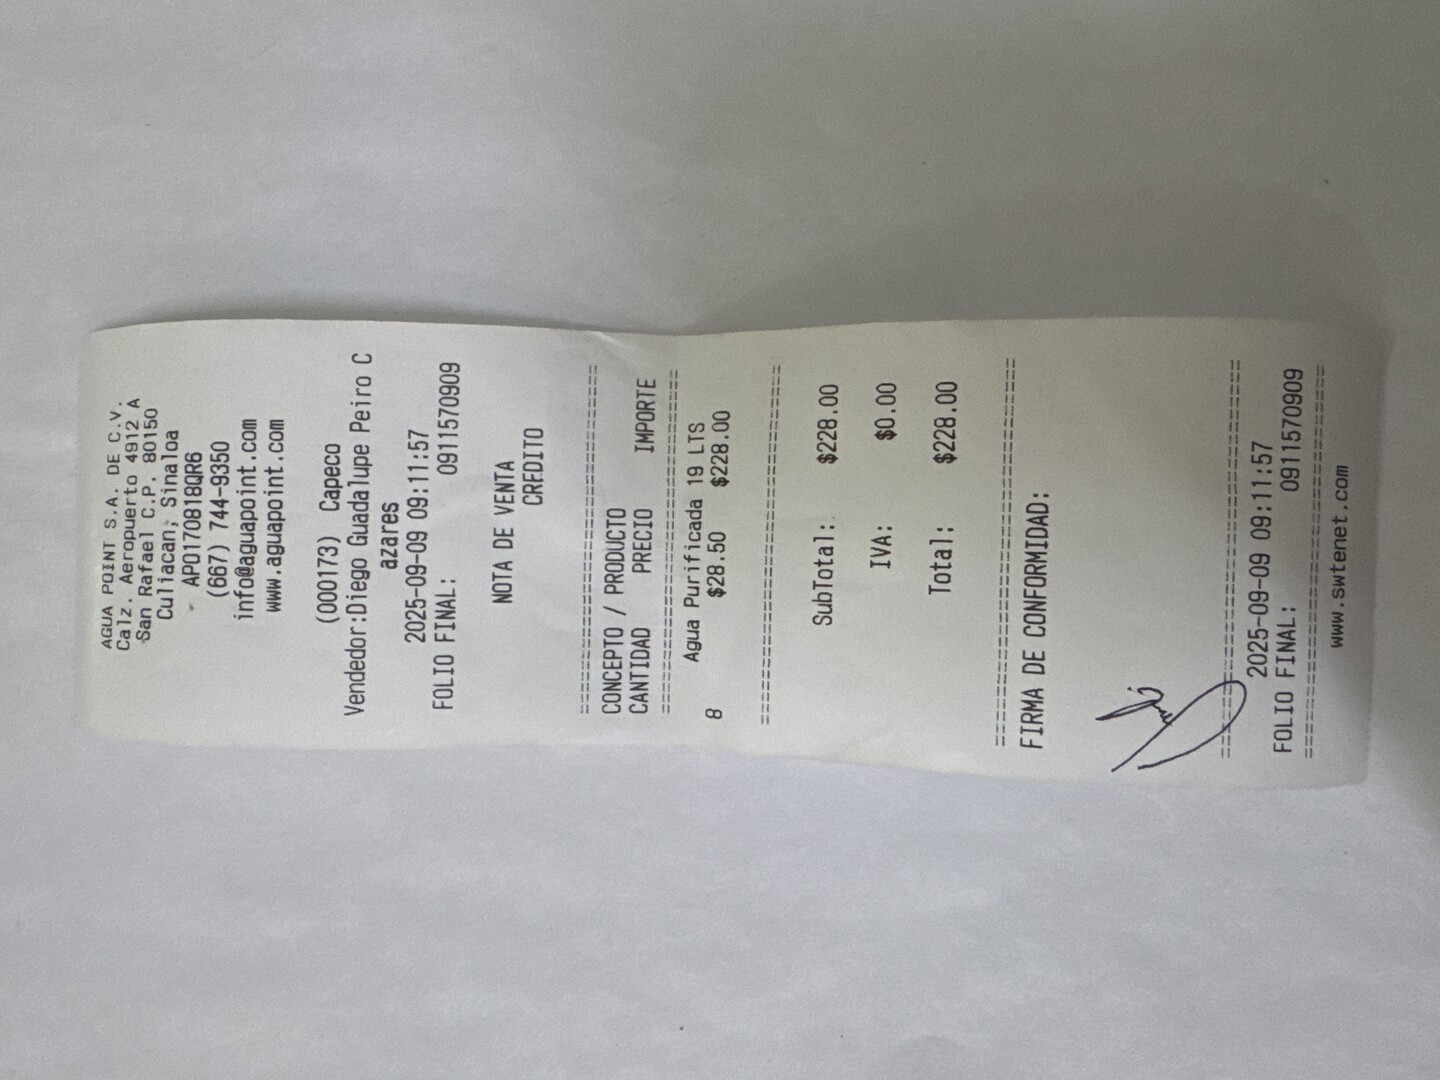 AGUA POINT S.A. DE C.V.
Calz. Aeropuerto 4912 A
San Rafael C.P. 80150
Culiacan, Sinaloa
APO170818QR6
(667) 744-9350
info@aguapoint.com
www.aguapoint.com
(000173) Capeco
Vendedor:Diego Guadalupe Peiro C
azares
2025-09-09 09:11:57
FOLIO FINAL: 0911570909
NOTA DE VENTA
CREDITO
CONCEPTO / PRODUCTO
CANTIDAD PRECIO IMPORTE
Agua Purificada 19 LTS
8 $28.50 $228.00
SubTotal: $228.00
IVA: $0.00
Total: $228.00
FIRMA DE CONFORMIDAD:
2025-09-09 09:11:57
FOLIO FINAL: 0911570909
www.swtenet.com